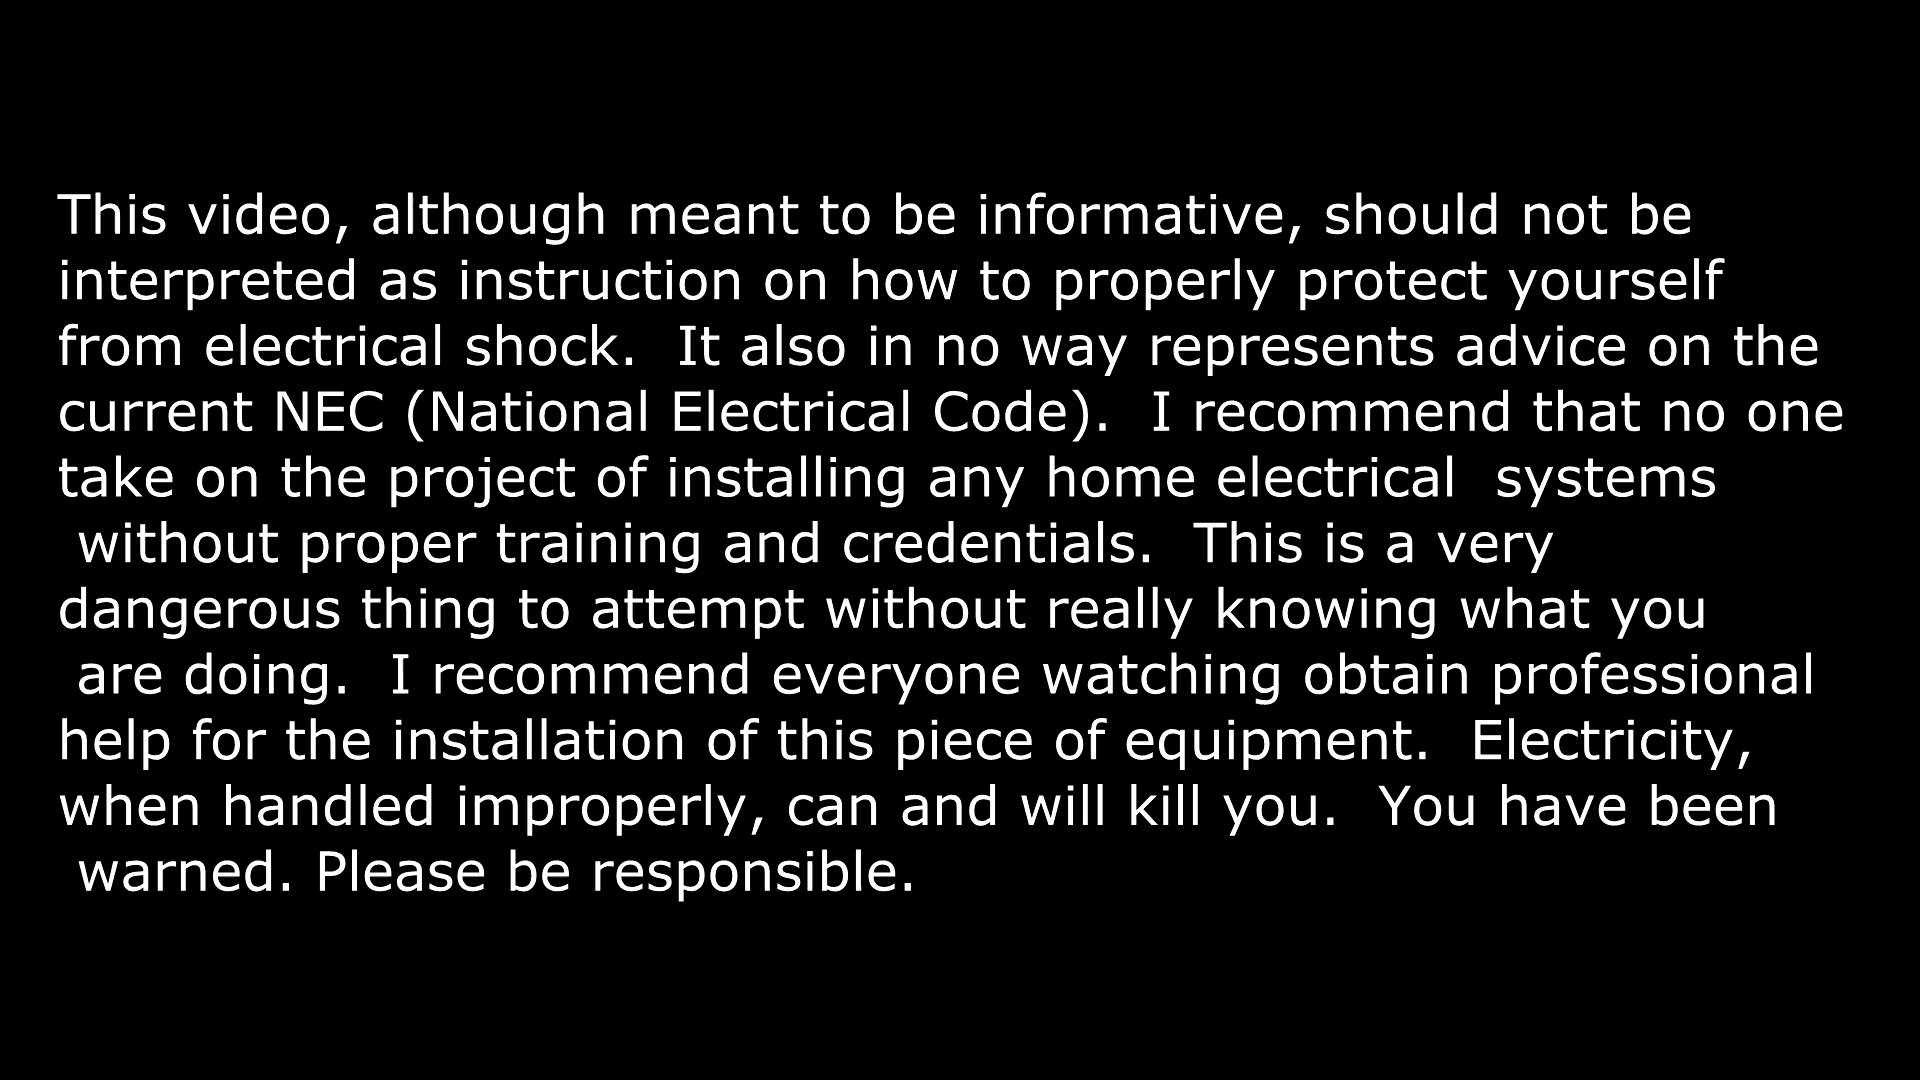 This video, although meant to be informative, should not be
interpreted as instruction on how to properly protect yourself
from electrical shock.  It also in no way represents advice on the
current NEC (National Electrical Code).  I recommend that no one
take on the project of installing any home electrical  systems
without proper training and credentials.  This is a very
dangerous thing to attempt without really knowing what you
are doing.  I recommend everyone watching obtain professional
help for the installation of this piece of equipment.  Electricity,
when handled improperly, can and will kill you.  You have been
warned. Please be responsible.